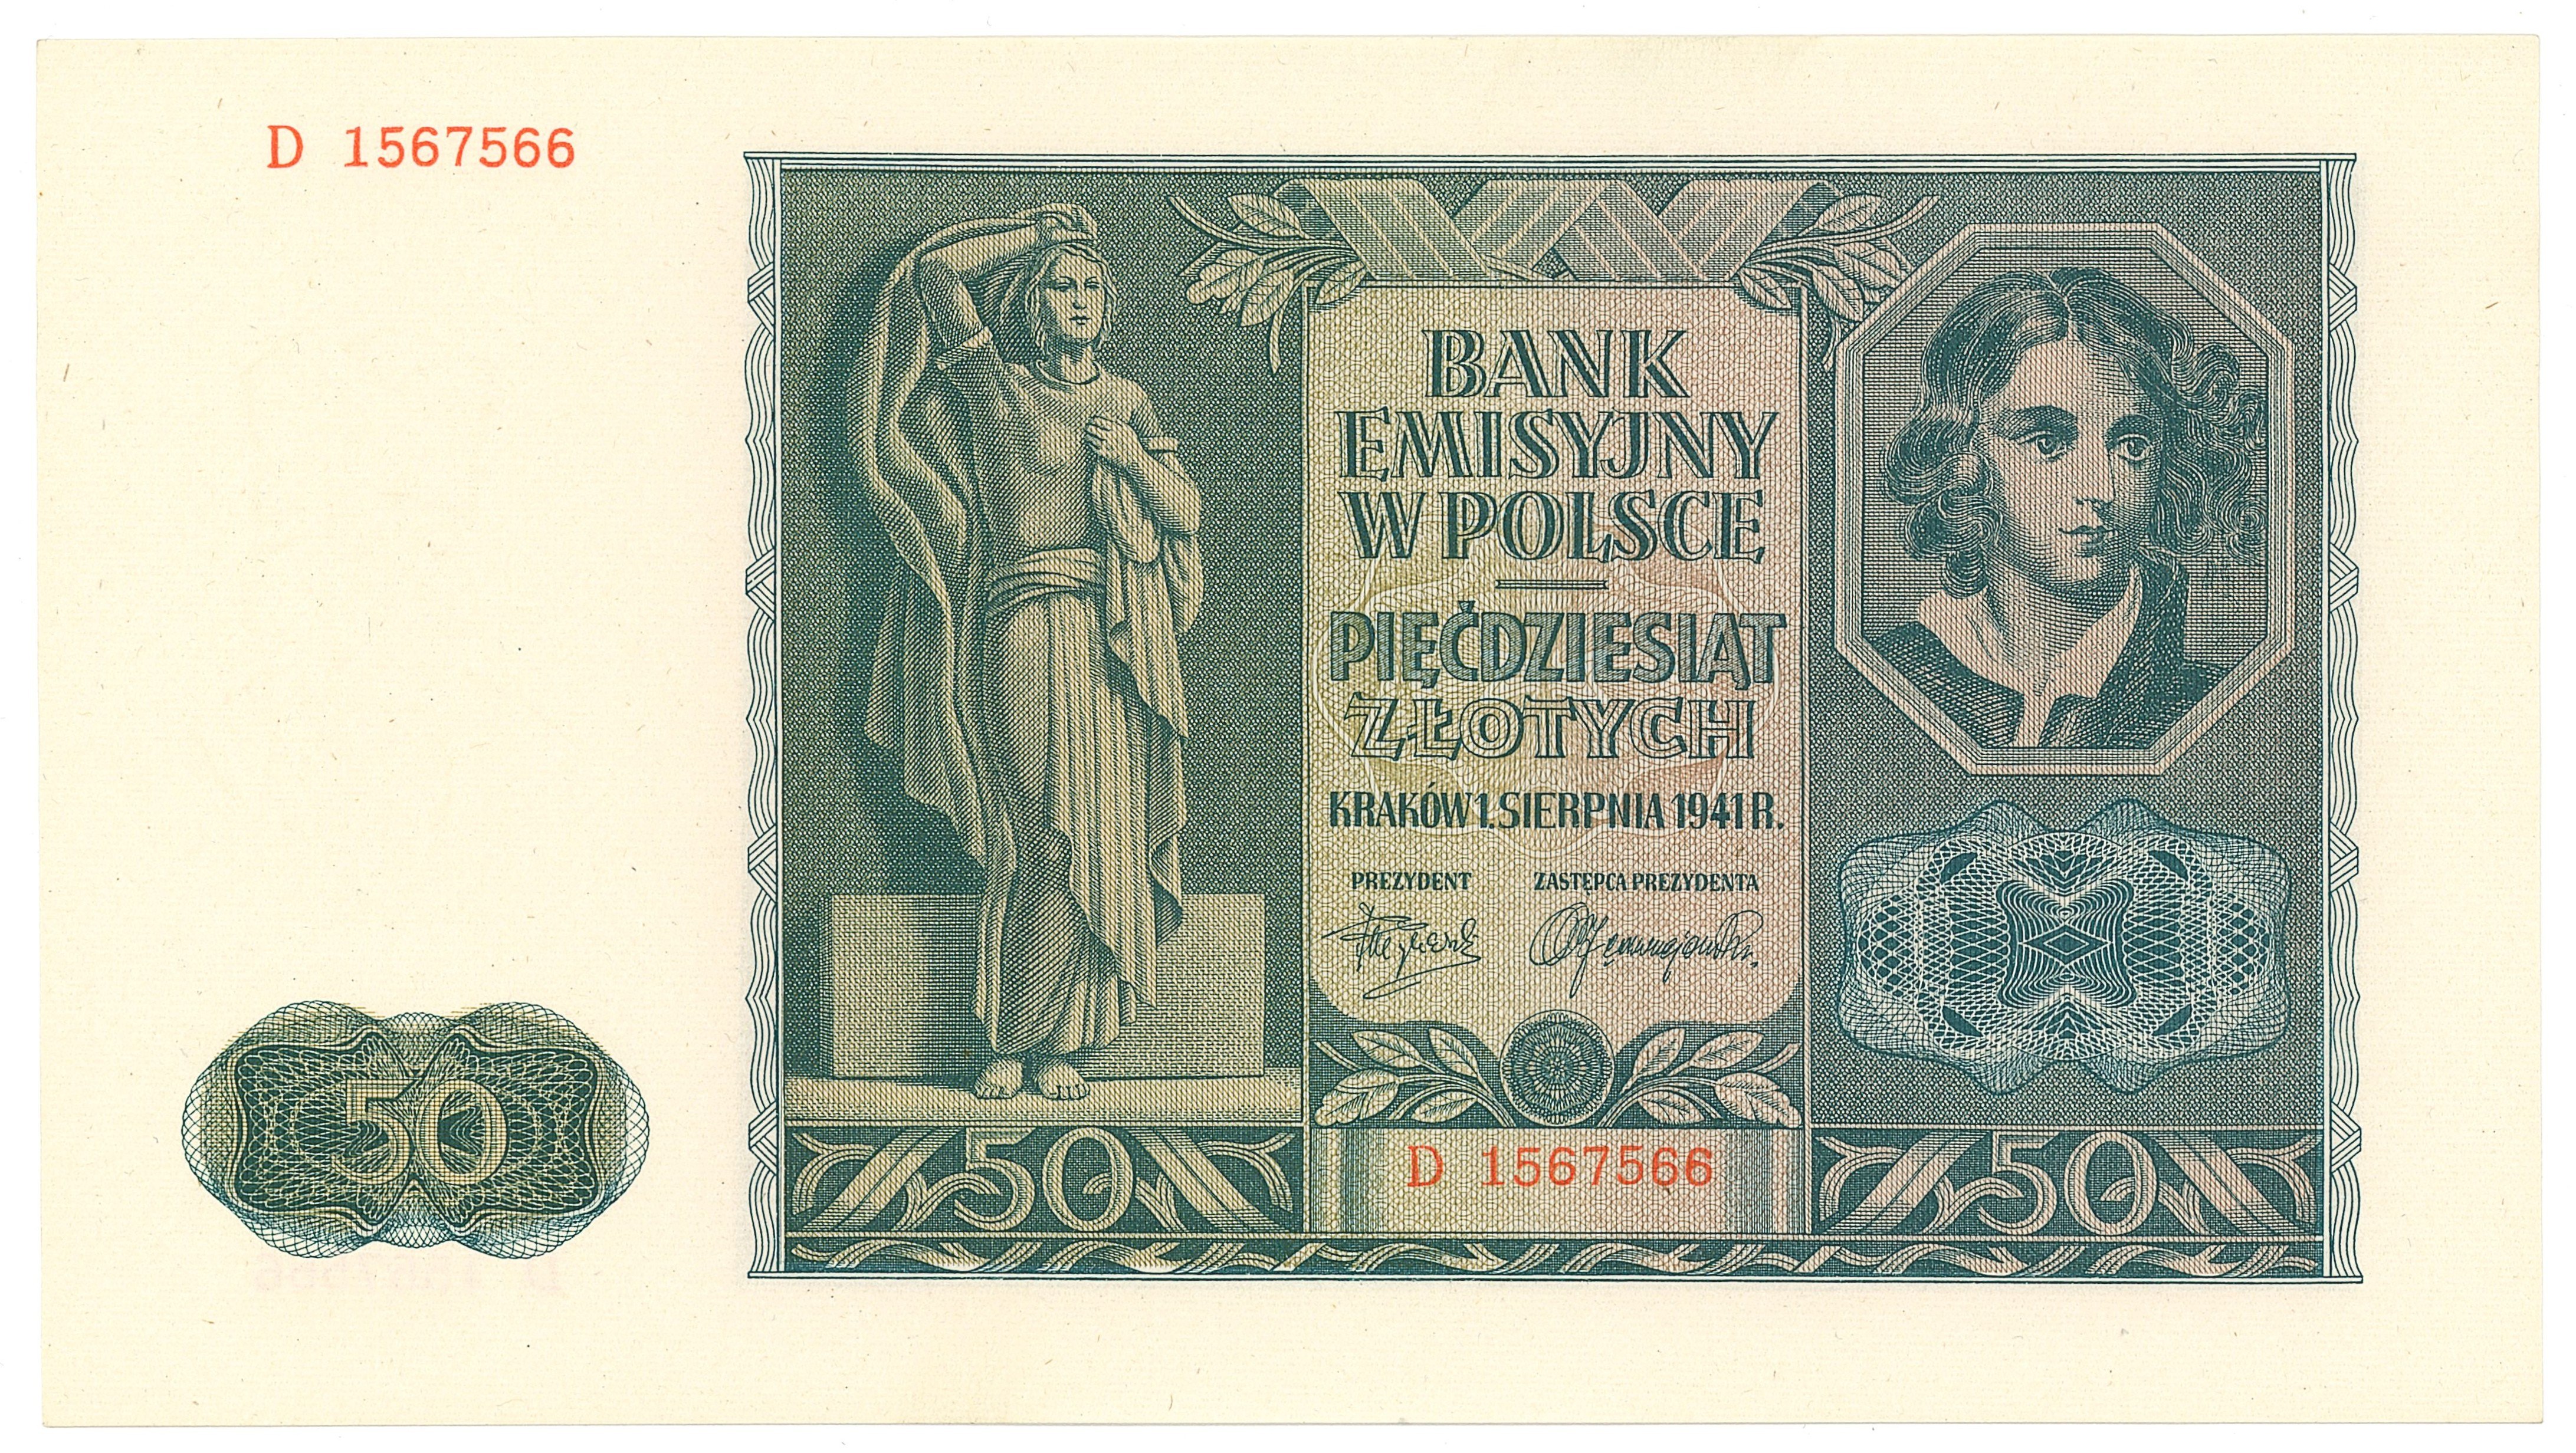 D 1567566
BANK
EMISYJNY
W POLSCE
PIĘĆDZIESIĄT
ZŁOTYCH
KRAKÓW 1. SIERPNIA 1941 R.
PREZYDENT ZASTĘPCA PREZYDENTA
50
50
D 1567566
50